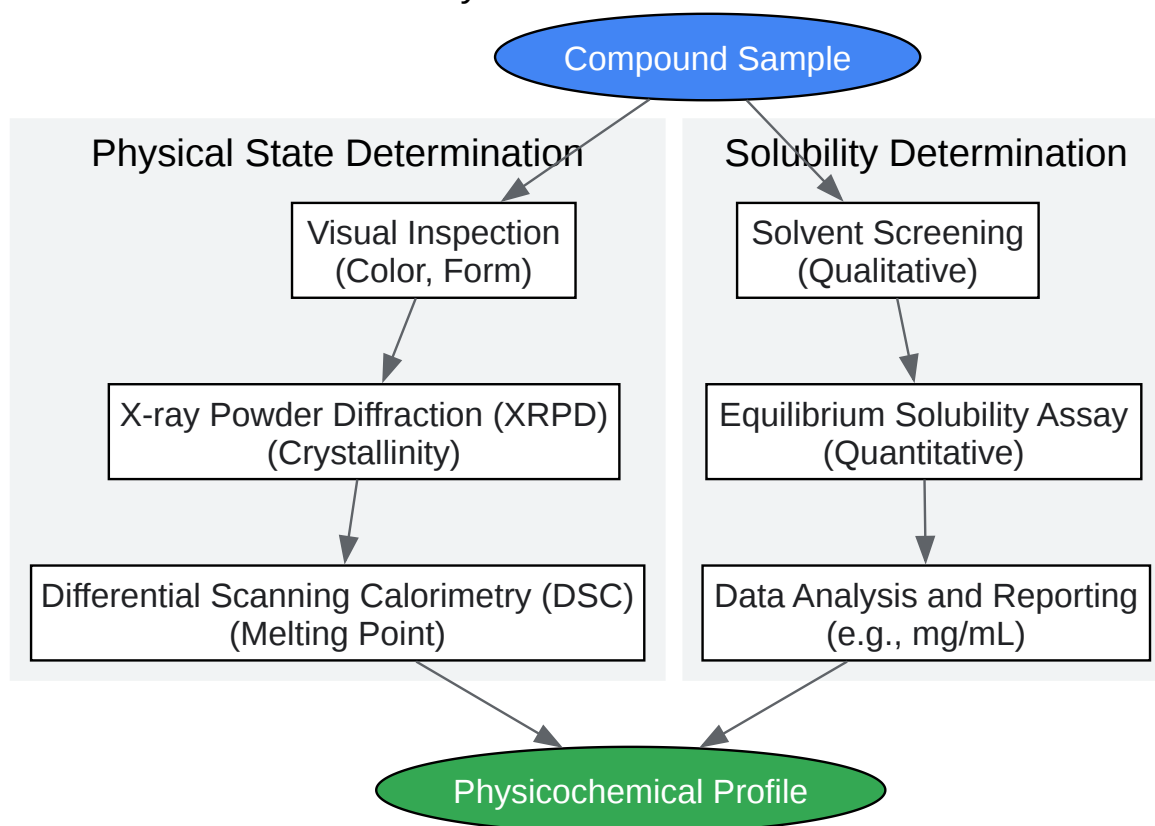 Compound Sample
Physical State Determination
Solubility Determination
Visual Inspection
(Color, Form)
Solvent Screening
(Qualitative)
X-ray Powder Diffraction (XRPD)
(Crystallinity)
Equilibrium Solubility Assay
(Quantitative)
Differential Scanning Calorimetry (DSC)
(Melting Point)
Data Analysis and Reporting
(e.g., mg/mL)
Physicochemical Profile